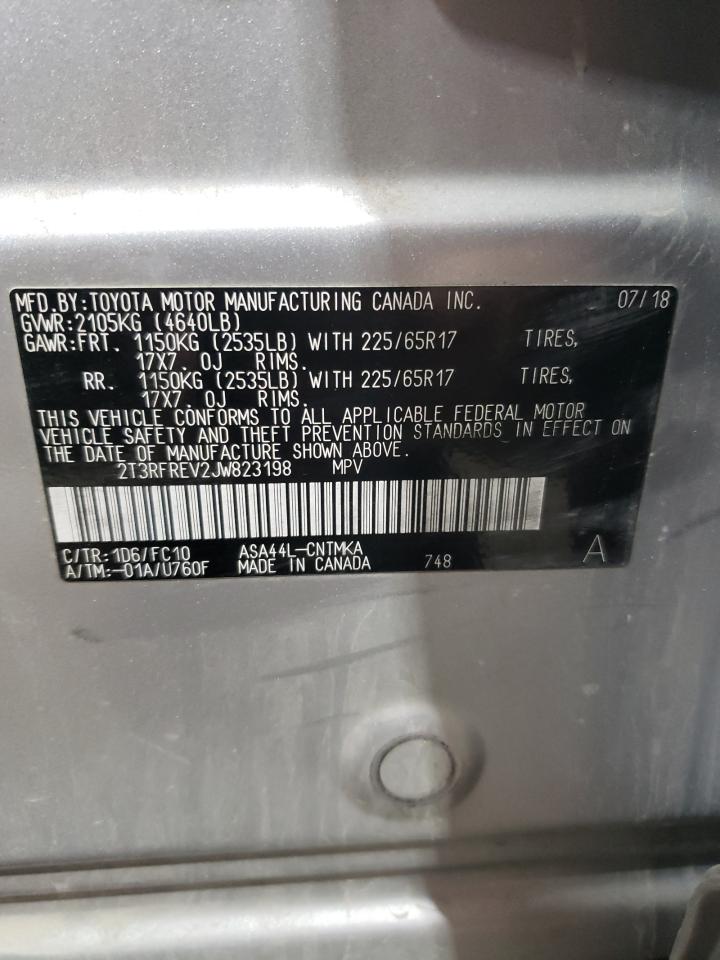 MFD.BY:TOYOTA MOTOR MANUFACTURING CANADA INC. 07/18
GVWR:2105KG (4640LB)
GAWR:FRT. 1150KG (2535LB) WITH 225/65R17 TIRES,
17X7.0J RIMS.
RR. 1150KG (2535LB) WITH 225/65R17 TIRES,
17X7.0J RIMS.
THIS VEHICLE CONFORMS TO ALL APPLICABLE FEDERAL MOTOR
VEHICLE SAFETY AND THEFT PREVENTION STANDARDS IN EFFECT ON
THE DATE OF MANUFACTURE SHOWN ABOVE.
2T3RFREV2JW823198 MPV
C/TR:1D6/FC10 ASA44L-CNTMKA
A/TM:-01A/U760F MADE IN CANADA 748 A